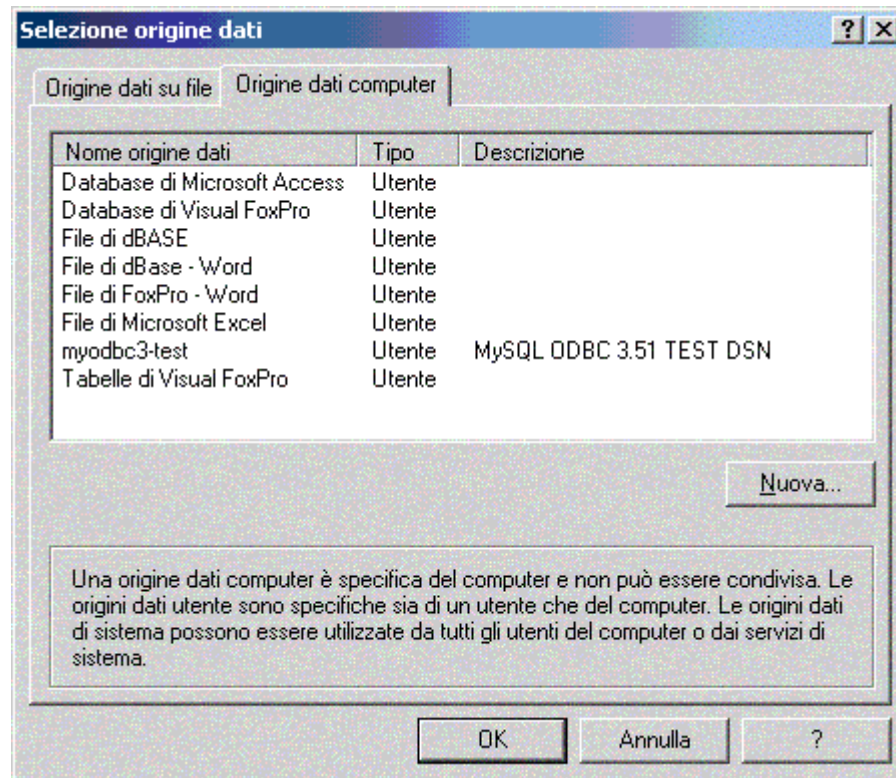 Selezione origine dati
? X
Origine dati su file Origine dati computer
Nome origine dati Tipo Descrizione
Database di Microsoft Access Utente
Database di Visual FoxPro Utente
File di dBASE Utente
File di dBase - Word Utente
File di FoxPro - Word Utente
File di Microsoft Excel Utente
myodbc3-test Utente MySQL ODBC 3.51 TEST DSN
Tabelle di Visual FoxPro Utente
Nuova...
Una origine dati computer è specifica del computer e non può essere condivisa. Le
origini dati utente sono specifiche sia di un utente che del computer. Le origini dati
di sistema possono essere utilizzate da tutti gli utenti del computer o dai servizi di
sistema.
OK Annulla ?